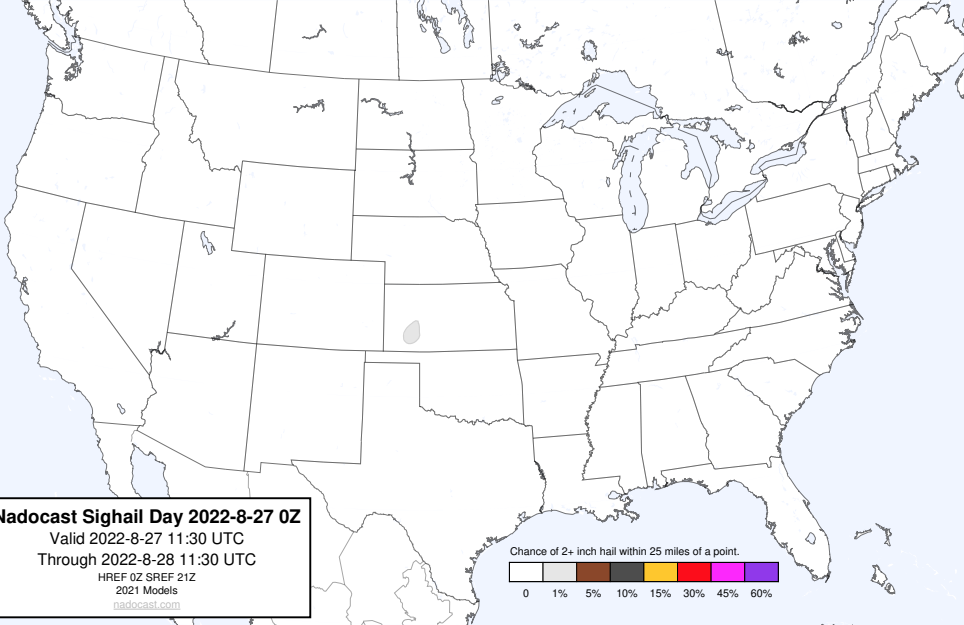 Nadocast Sighail Day 2022-8-27 0Z
Valid 2022-8-27 11:30 UTC
Through 2022-8-28 11:30 UTC
HREF 0Z SREF 21Z
2021 Models
nadocast.com
Chance of 2+ inch hail within 25 miles of a point.
0 1% 5% 10% 15% 30% 45% 60%